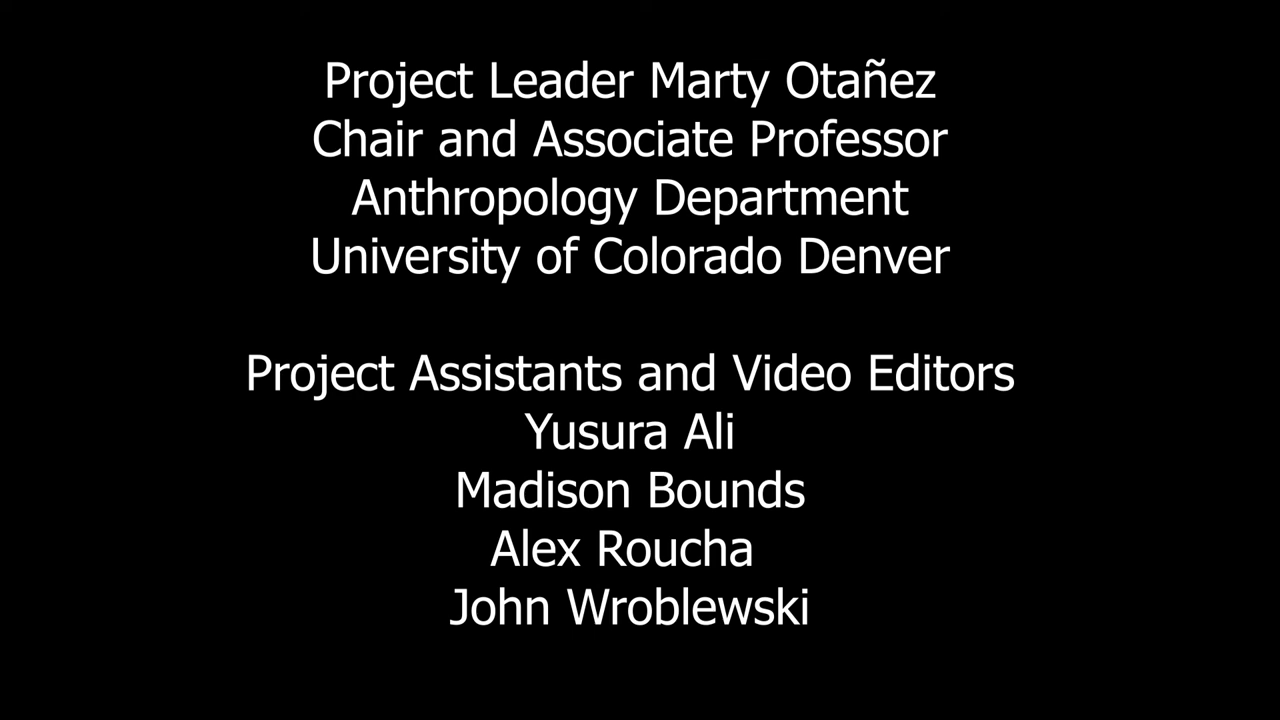 Project Leader Marty Otañez
Chair and Associate Professor
Anthropology Department
University of Colorado Denver
Project Assistants and Video Editors
Yusura Ali
Madison Bounds
Alex Roucha
John Wroblewski